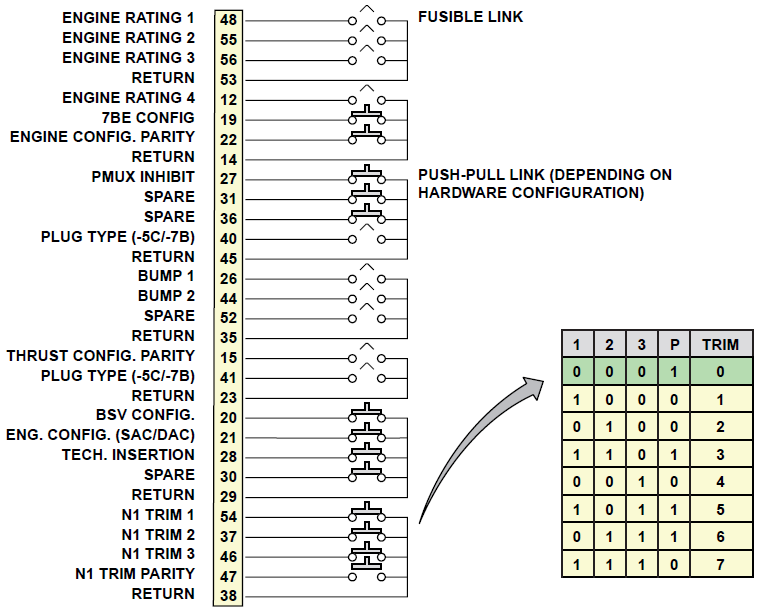 ENGINE RATING 1 48 FUSIBLE LINK
ENGINE RATING 2 55
ENGINE RATING 3 56
RETURN 53
ENGINE RATING 4 12
7BE CONFIG 19
ENGINE CONFIG. PARITY 22
RETURN 14
PMUX INHIBIT 27 PUSH-PULL LINK (DEPENDING ON
HARDWARE CONFIGURATION)
SPARE 31
SPARE 36
PLUG TYPE (-5C/-7B) 40
RETURN 45
BUMP 1 26
BUMP 2 44
SPARE 52
RETURN 35
THRUST CONFIG. PARITY 15
PLUG TYPE (-5C/-7B) 41
RETURN 23
BSV CONFIG. 20
ENG. CONFIG. (SAC/DAC) 21
TECH. INSERTION 28
SPARE 30
RETURN 29
N1 TRIM 1 54
N1 TRIM 2 37
N1 TRIM 3 46
N1 TRIM PARITY 47
RETURN 38
1 2 3 P TRIM
0 0 0 1 0
1 0 0 0 1
0 1 0 0 2
1 1 0 1 3
0 0 1 0 4
1 0 1 1 5
0 1 1 1 6
1 1 1 0 7